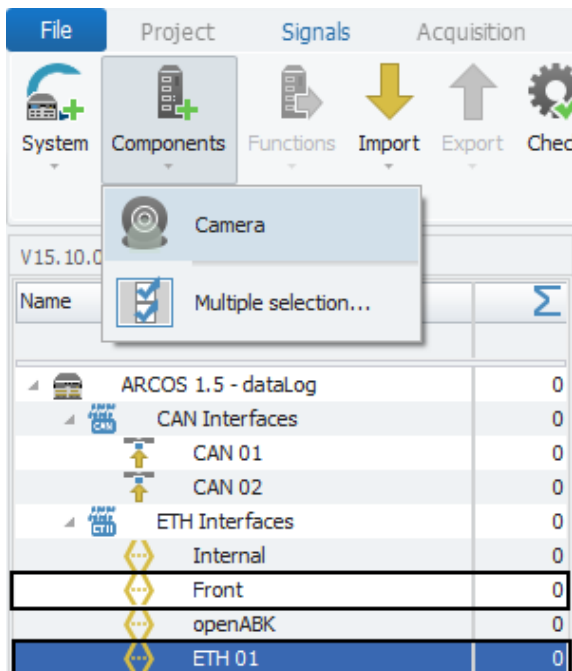 File Project Signals Acquisition
System Components Functions Import Export Chec
Camera
V15.10.0
Multiple selection...
Name Σ
ARCOS 1.5 - dataLog 0
CAN Interfaces 0
CAN 01 0
CAN 02 0
ETH Interfaces 0
Internal 0
Front 0
openABK 0
ETH 01 0